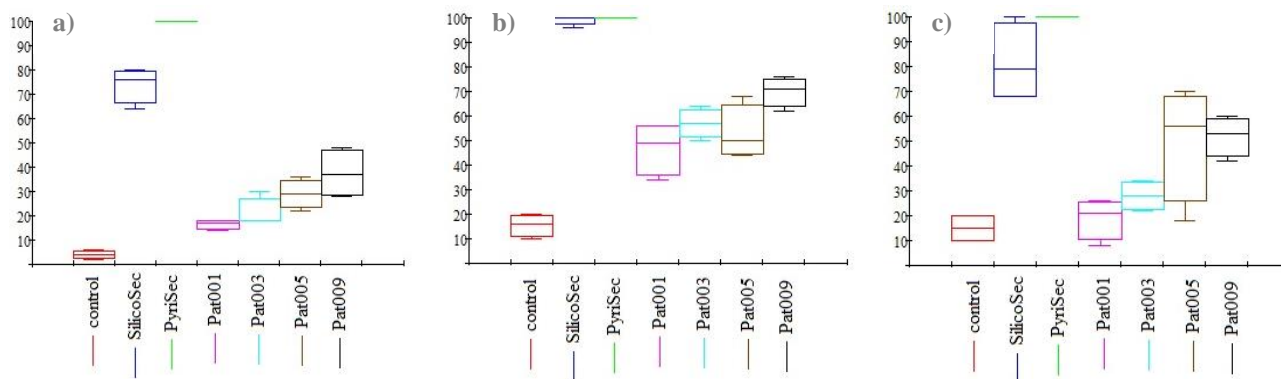 a)
100
90
80
70
60
50
40
30
20
10
control
SilicoSec
PyriSec
Pat001
Pat003
Pat005
Pat009
b)
100
90
80
70
60
50
40
30
20
10
control
SilicoSec
PyriSec
Pat001
Pat003
Pat005
Pat009
c)
100
90
80
70
60
50
40
30
20
10
control
SilicoSec
PyriSec
Pat001
Pat003
Pat005
Pat009